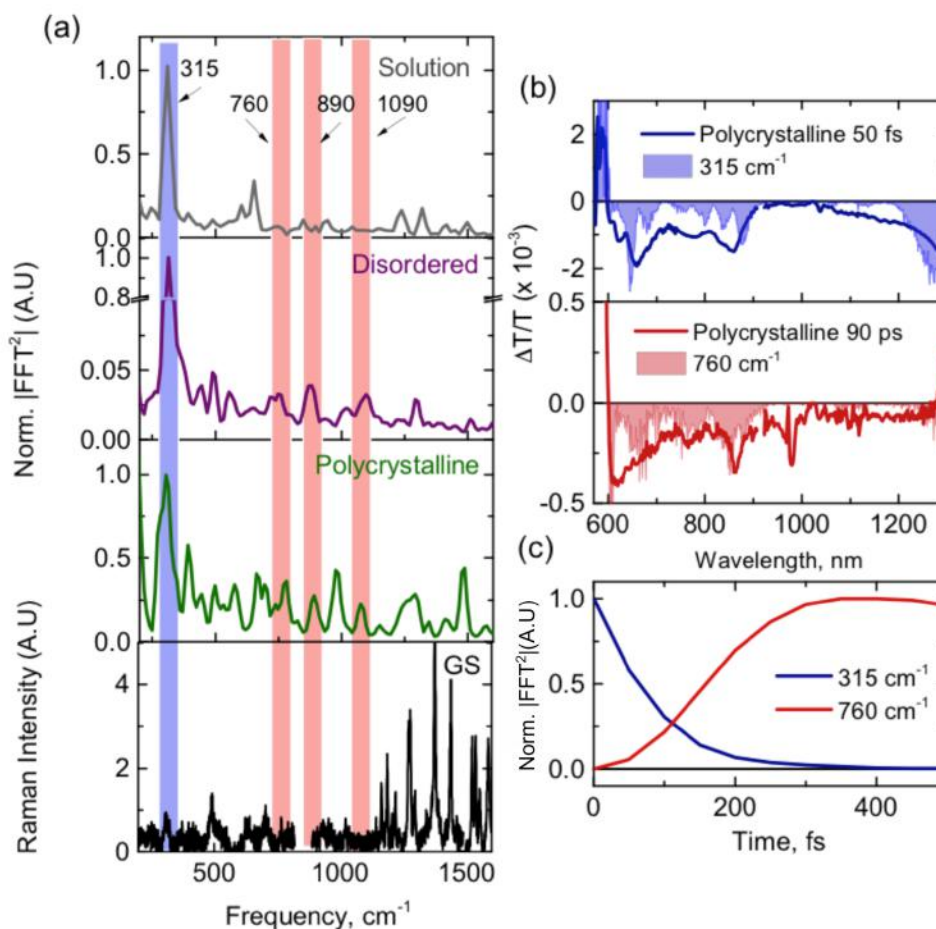 (a)
Solution
315
760
890
1090
1.0
0.75
0.5
0.25
0.0
Disordered
1.0
0.8
0.05
0.00
Norm. |FFT²| (A.U)
Polycrystalline
1.0
0.5
0.0
GS
4
2
0
Raman Intensity (A.U)
500
1000
1500
Frequency, cm⁻¹
(b)
Polycrystalline 50 fs
315 cm⁻¹
2
0
-2
0.5
Polycrystalline 90 ps
760 cm⁻¹
0.0
-0.5
ΔT/T (x 10⁻³)
600
800
1000
1200
Wavelength, nm
(c)
1.0
0.5
0.0
Norm. |FFT²|(A.U)
315 cm⁻¹
760 cm⁻¹
0
200
400
Time, fs